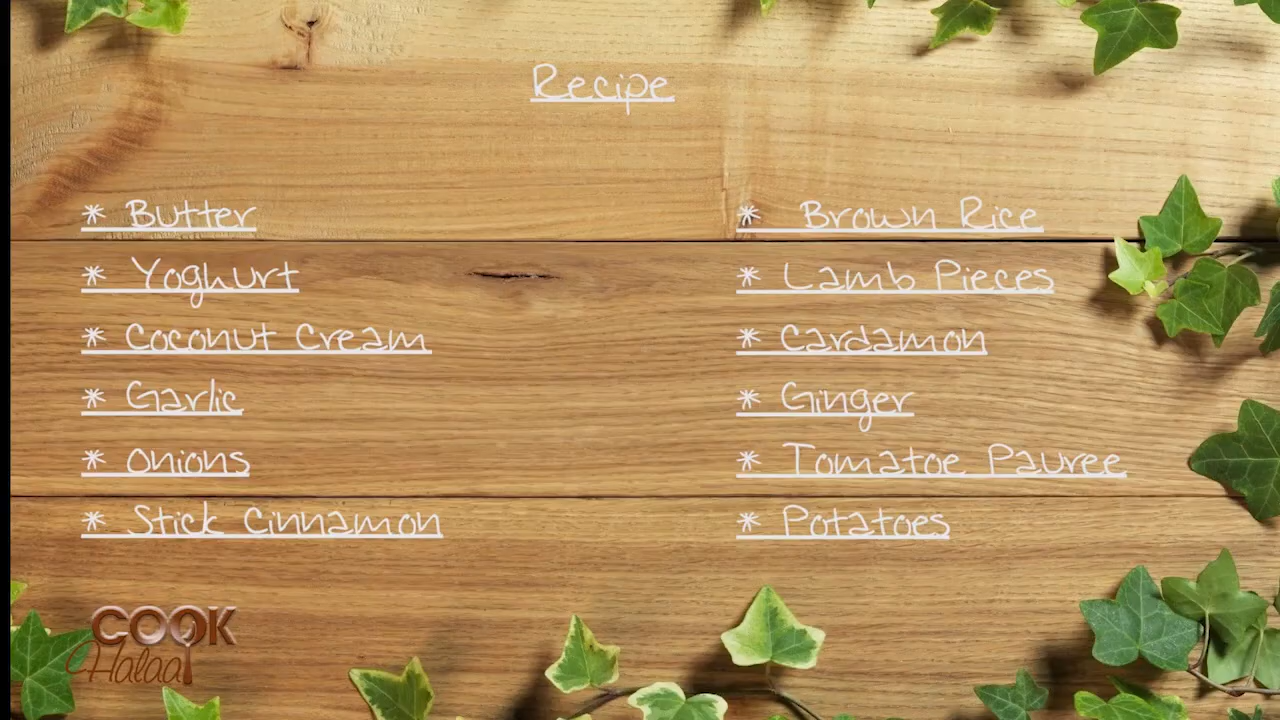 Recipe
* Butter
* Yoghurt
* Coconut Cream
* Garlic
* Onions
* Stick Cinnamon
* Brown Rice
* Lamb Pieces
* Cardamon
* Ginger
* Tomatoe Pauree
* Potatoes
COOK
Halaal